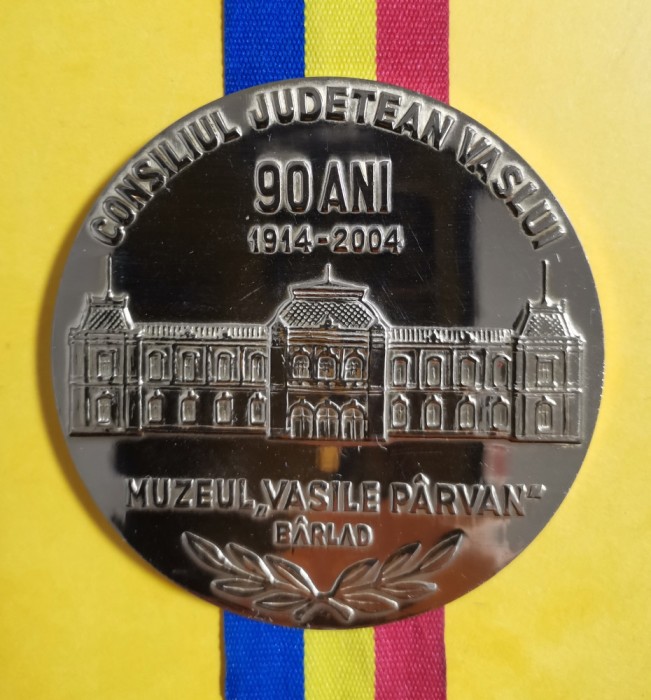 CONSILIUL JUDETEAN VASLUI
90 ANI
1914-2004
MUZEUL „VASILE PÂRVAN“
BÂRLAD